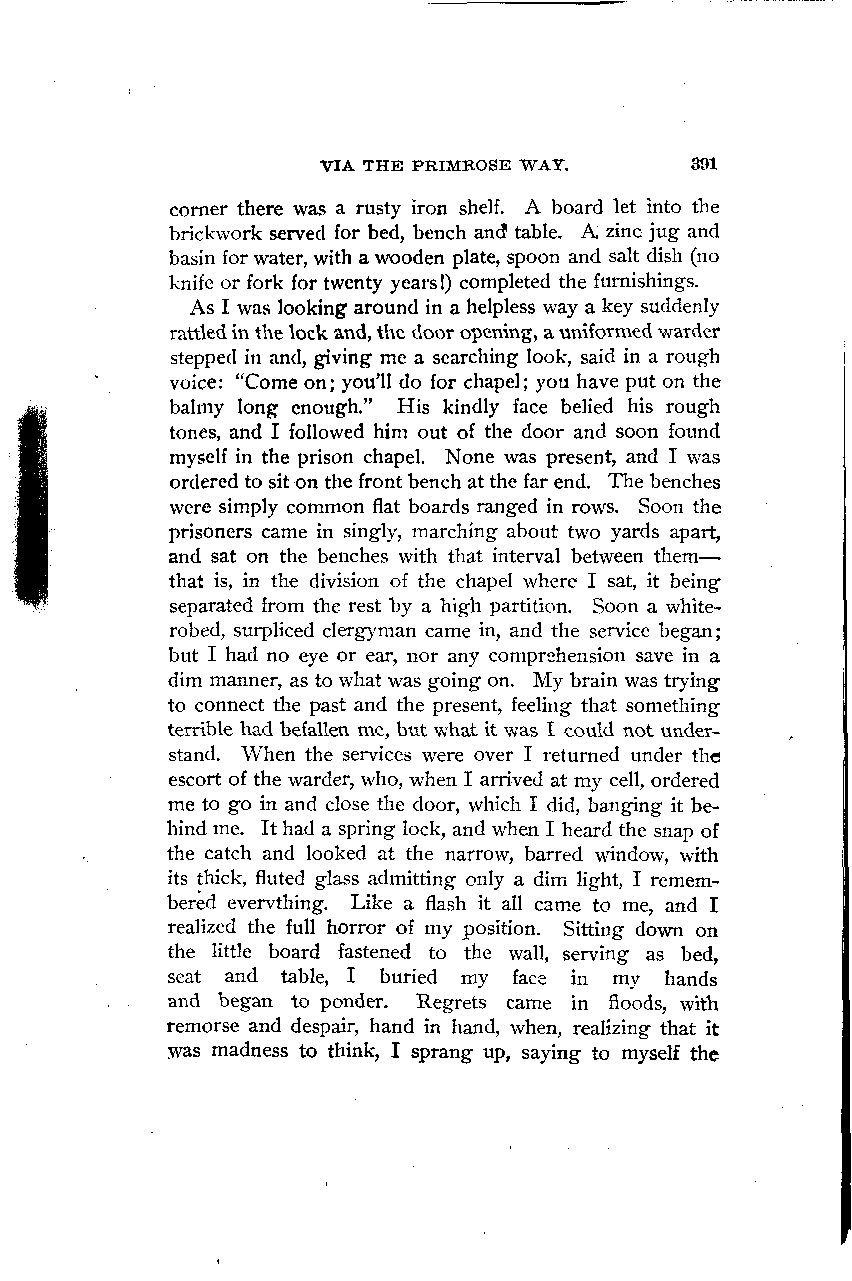 VIA THE PRIMROSE WAY. 391
corner there was a rusty iron shelf. A board let into the
brickwork served for bed, bench and table. A zinc jug and
basin for water, with a wooden plate, spoon and salt dish (no
knife or fork for twenty years!) completed the furnishings.
As I was looking around in a helpless way a key suddenly
rattled in the lock and, the door opening, a uniformed warder
stepped in and, giving me a searching look, said in a rough
voice: "Come on; you'll do for chapel; you have put on the
balmy long enough." His kindly face belied his rough
tones, and I followed him out of the door and soon found
myself in the prison chapel. None was present, and I was
ordered to sit on the front bench at the far end. The benches
were simply common flat boards ranged in rows. Soon the
prisoners came in singly, marching about two yards apart,
and sat on the benches with that interval between them—
that is, in the division of the chapel where I sat, it being
separated from the rest by a high partition. Soon a white-
robed, surpliced clergyman came in, and the service began;
but I had no eye or ear, nor any comprehension save in a
dim manner, as to what was going on. My brain was trying
to connect the past and the present, feeling that something
terrible had befallen me, but what it was I could not under-
stand. When the services were over I returned under the
escort of the warder, who, when I arrived at my cell, ordered
me to go in and close the door, which I did, banging it be-
hind me. It had a spring lock, and when I heard the snap of
the catch and looked at the narrow, barred window, with
its thick, fluted glass admitting only a dim light, I remem-
bered everything. Like a flash it all came to me, and I
realized the full horror of my position. Sitting down on
the little board fastened to the wall, serving as bed,
seat and table, I buried my face in my hands
and began to ponder. Regrets came in floods, with
remorse and despair, hand in hand, when, realizing that it
was madness to think, I sprang up, saying to myself the